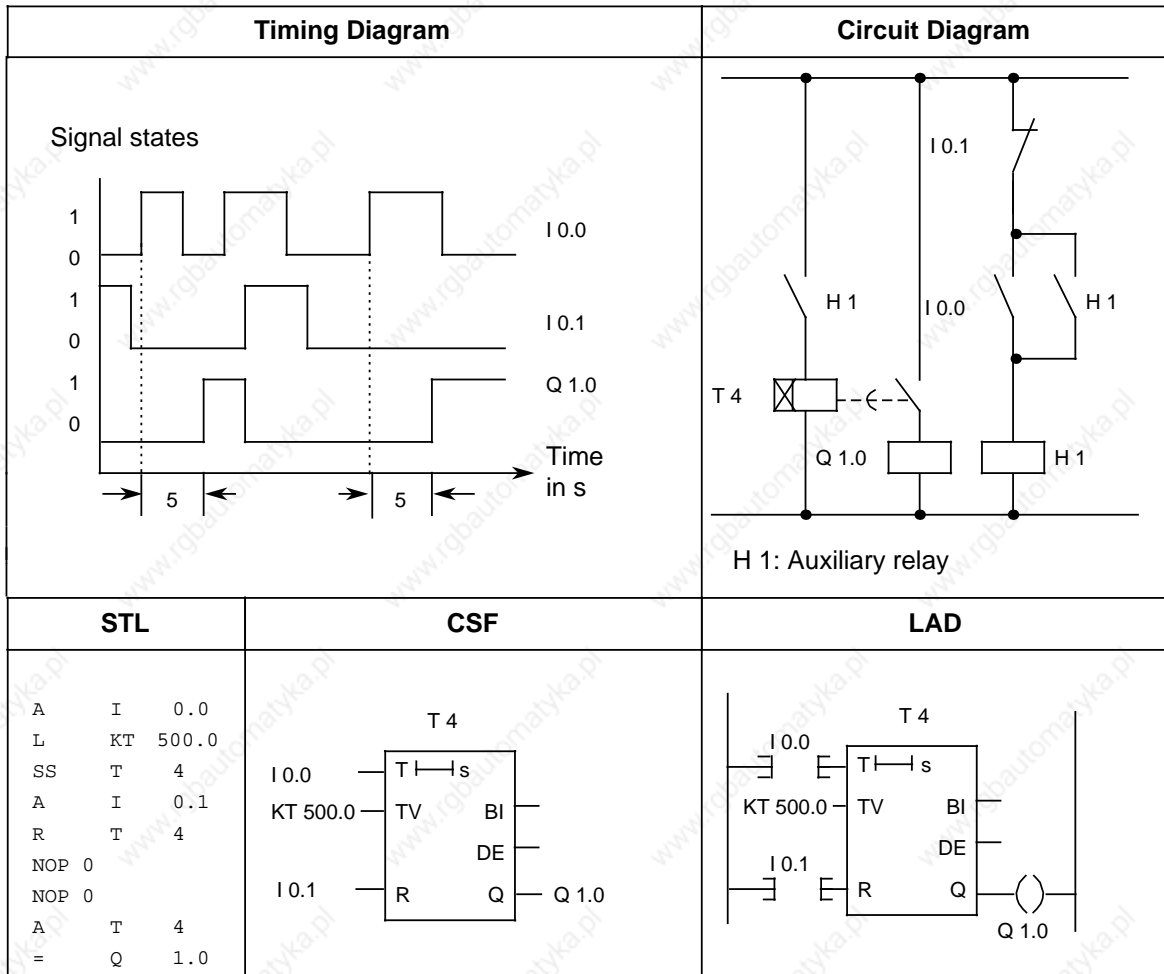 Timing Diagram
Circuit Diagram
Signal states
1
0
I 0.0
1
0
I 0.1
1
0
Q 1.0
Time
in s
5
5
I 0.1
H 1
I 0.0
H 1
T 4
Q 1.0
H 1
H 1: Auxiliary relay
STL
CSF
LAD
A I 0.0
L KT 500.0
SS T 4
A I 0.1
R T 4
NOP 0
NOP 0
A T 4
= Q 1.0
T 4
I 0.0
T s
KT 500.0
TV
BI
DE
I 0.1
R
Q
Q 1.0
T 4
I 0.0
T s
KT 500.0
TV
BI
DE
I 0.1
R
Q
Q 1.0
www.rgbautomatyka.pl